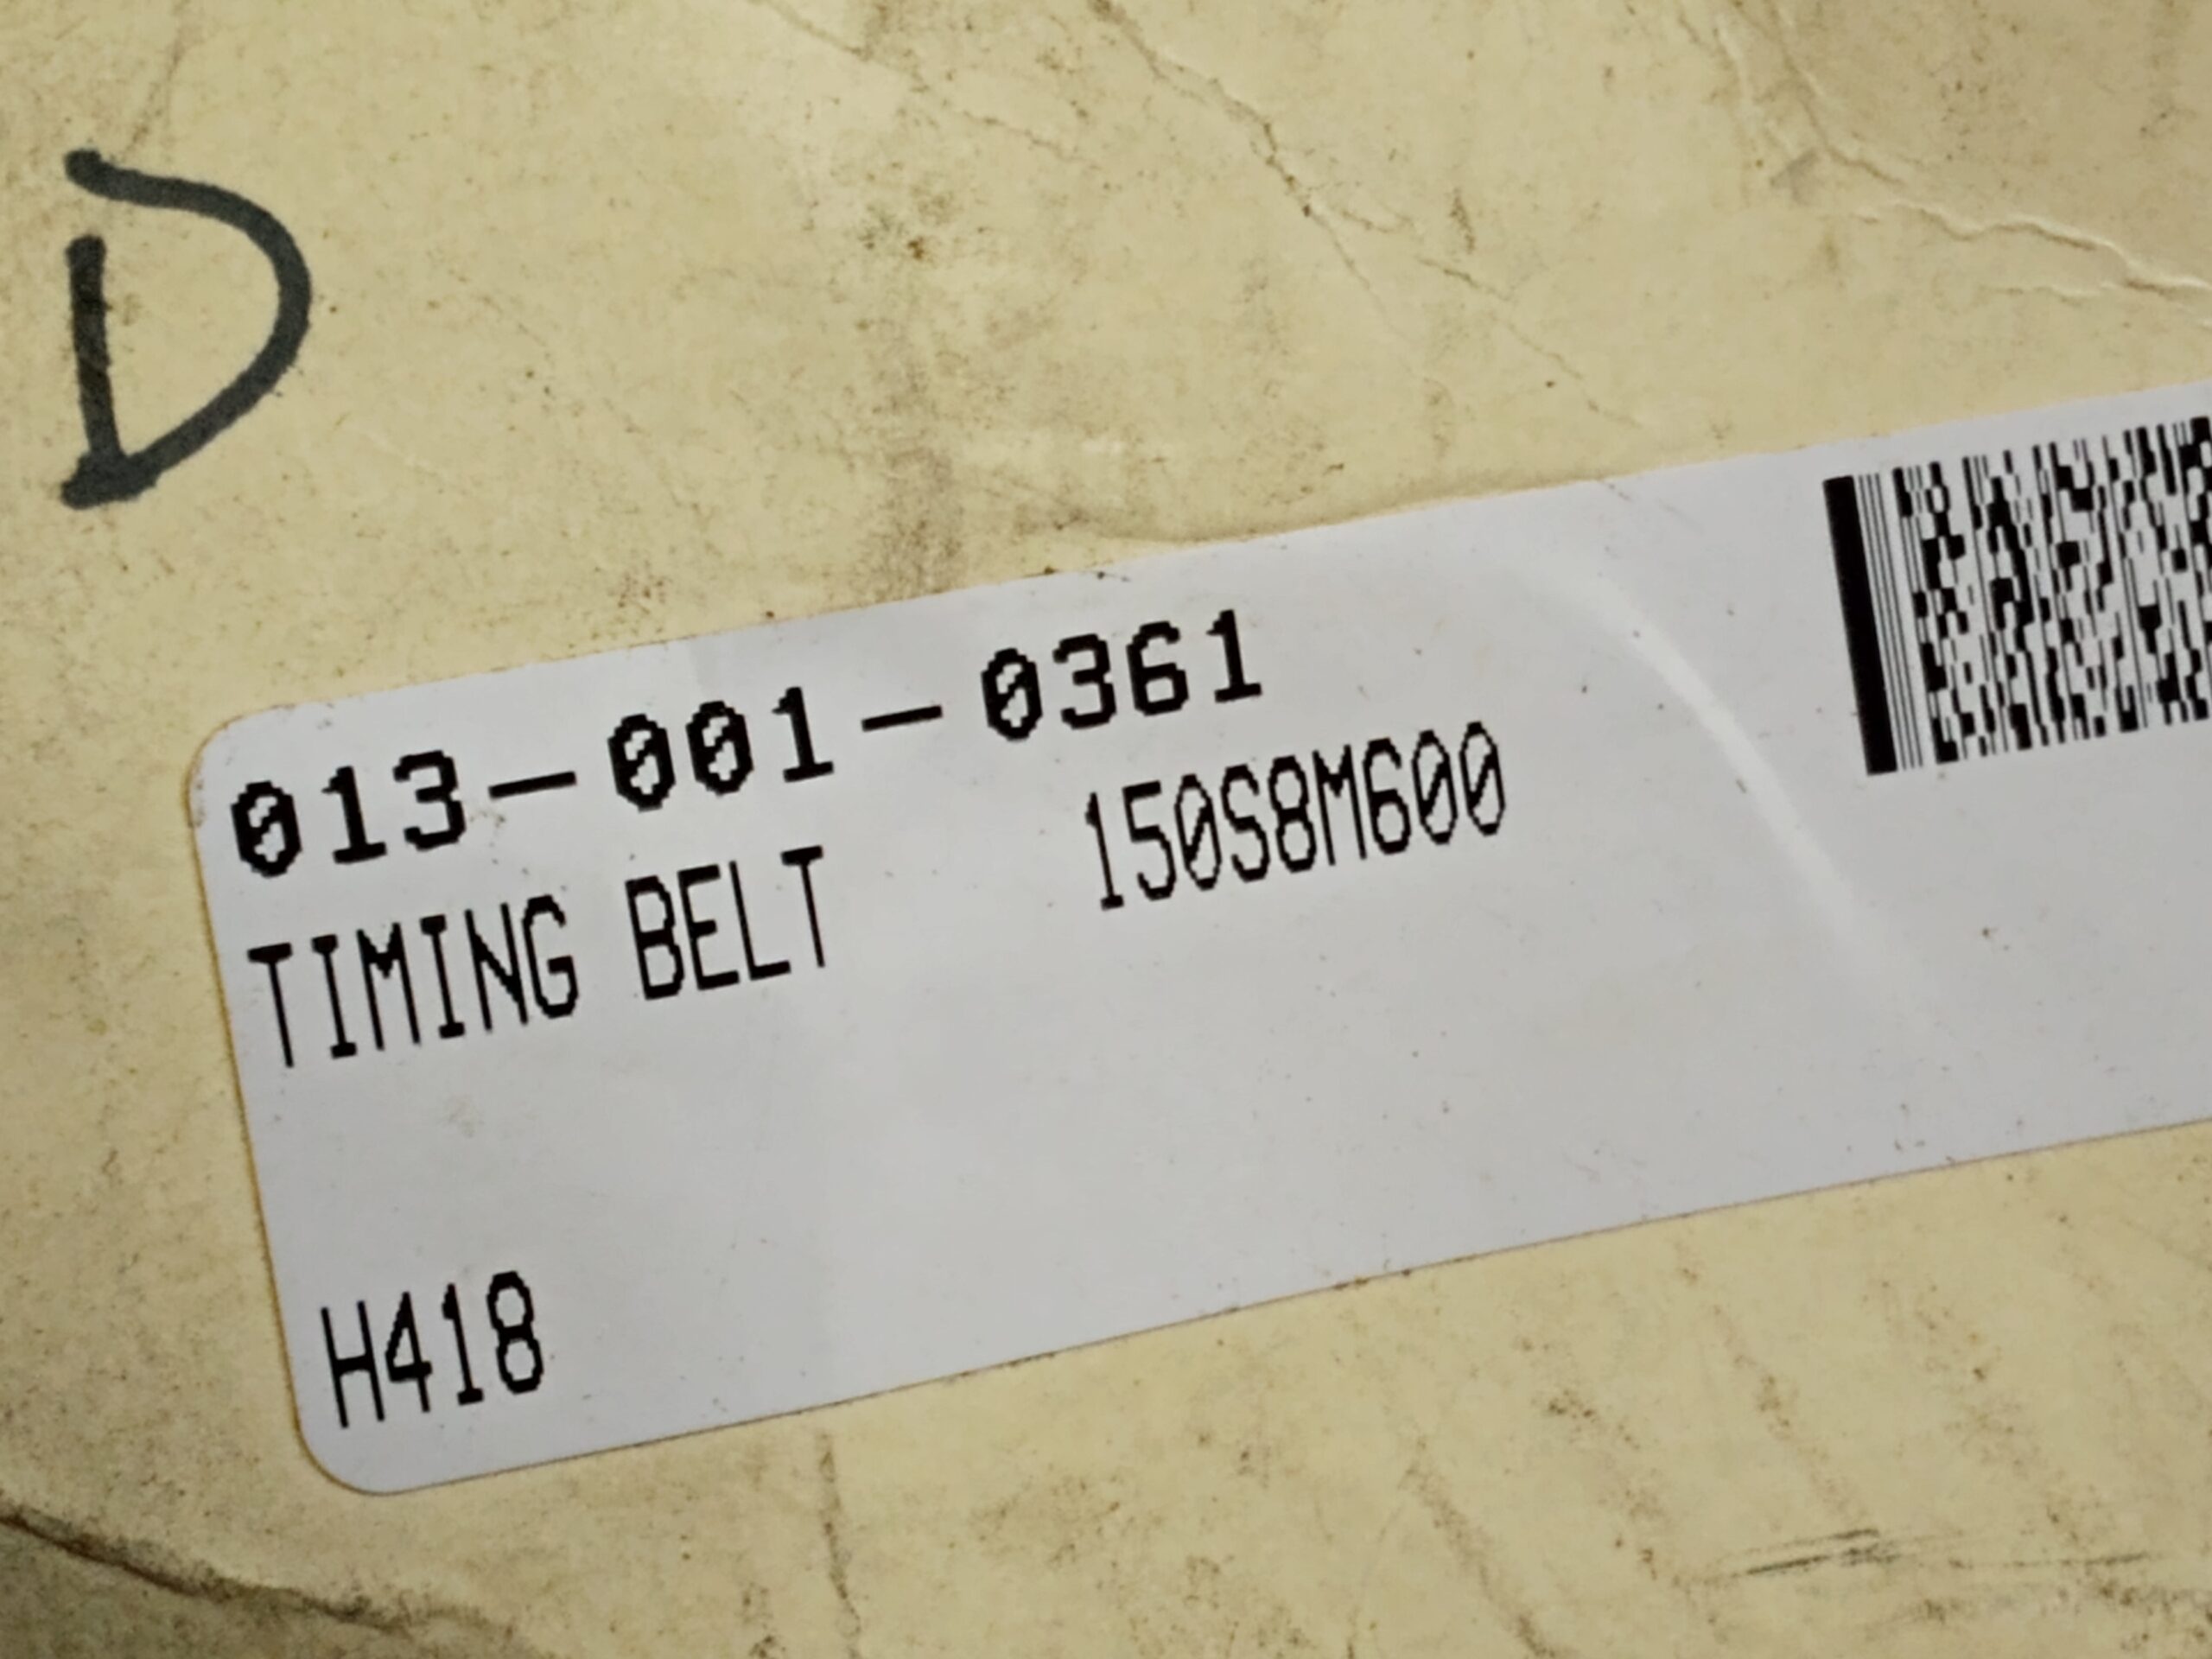 D
013-001-0361
TIMING BELT 150S8M600
H418